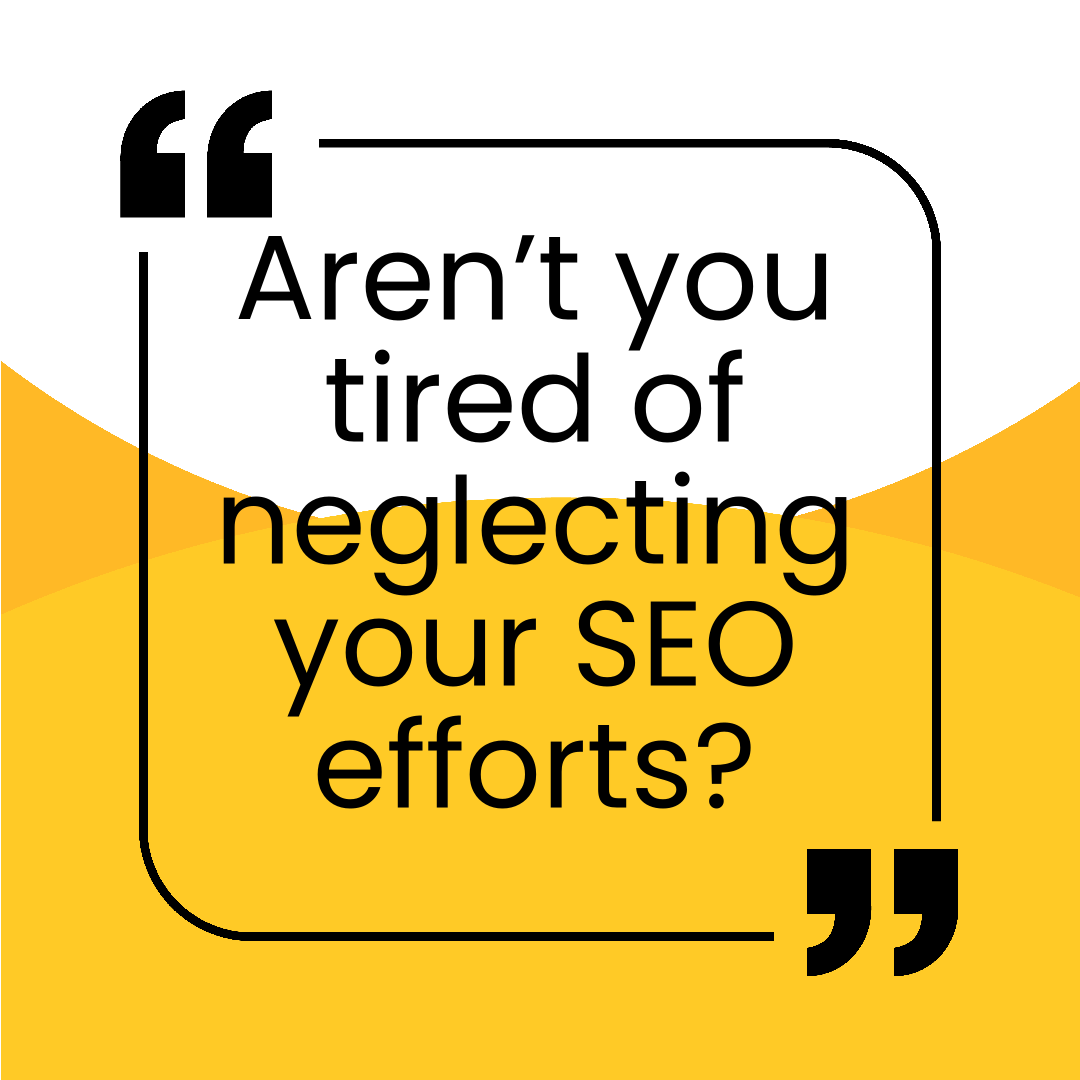 “
Aren’t you
tired of
neglecting
your SEO
efforts?
”